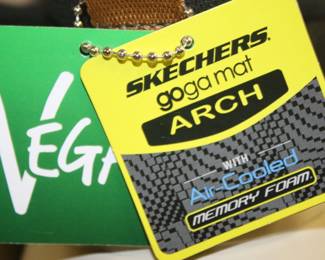 VEGA
SKECHERS
goga mat
ARCH
WITH
Air-Cooled
MEMORY FOAM